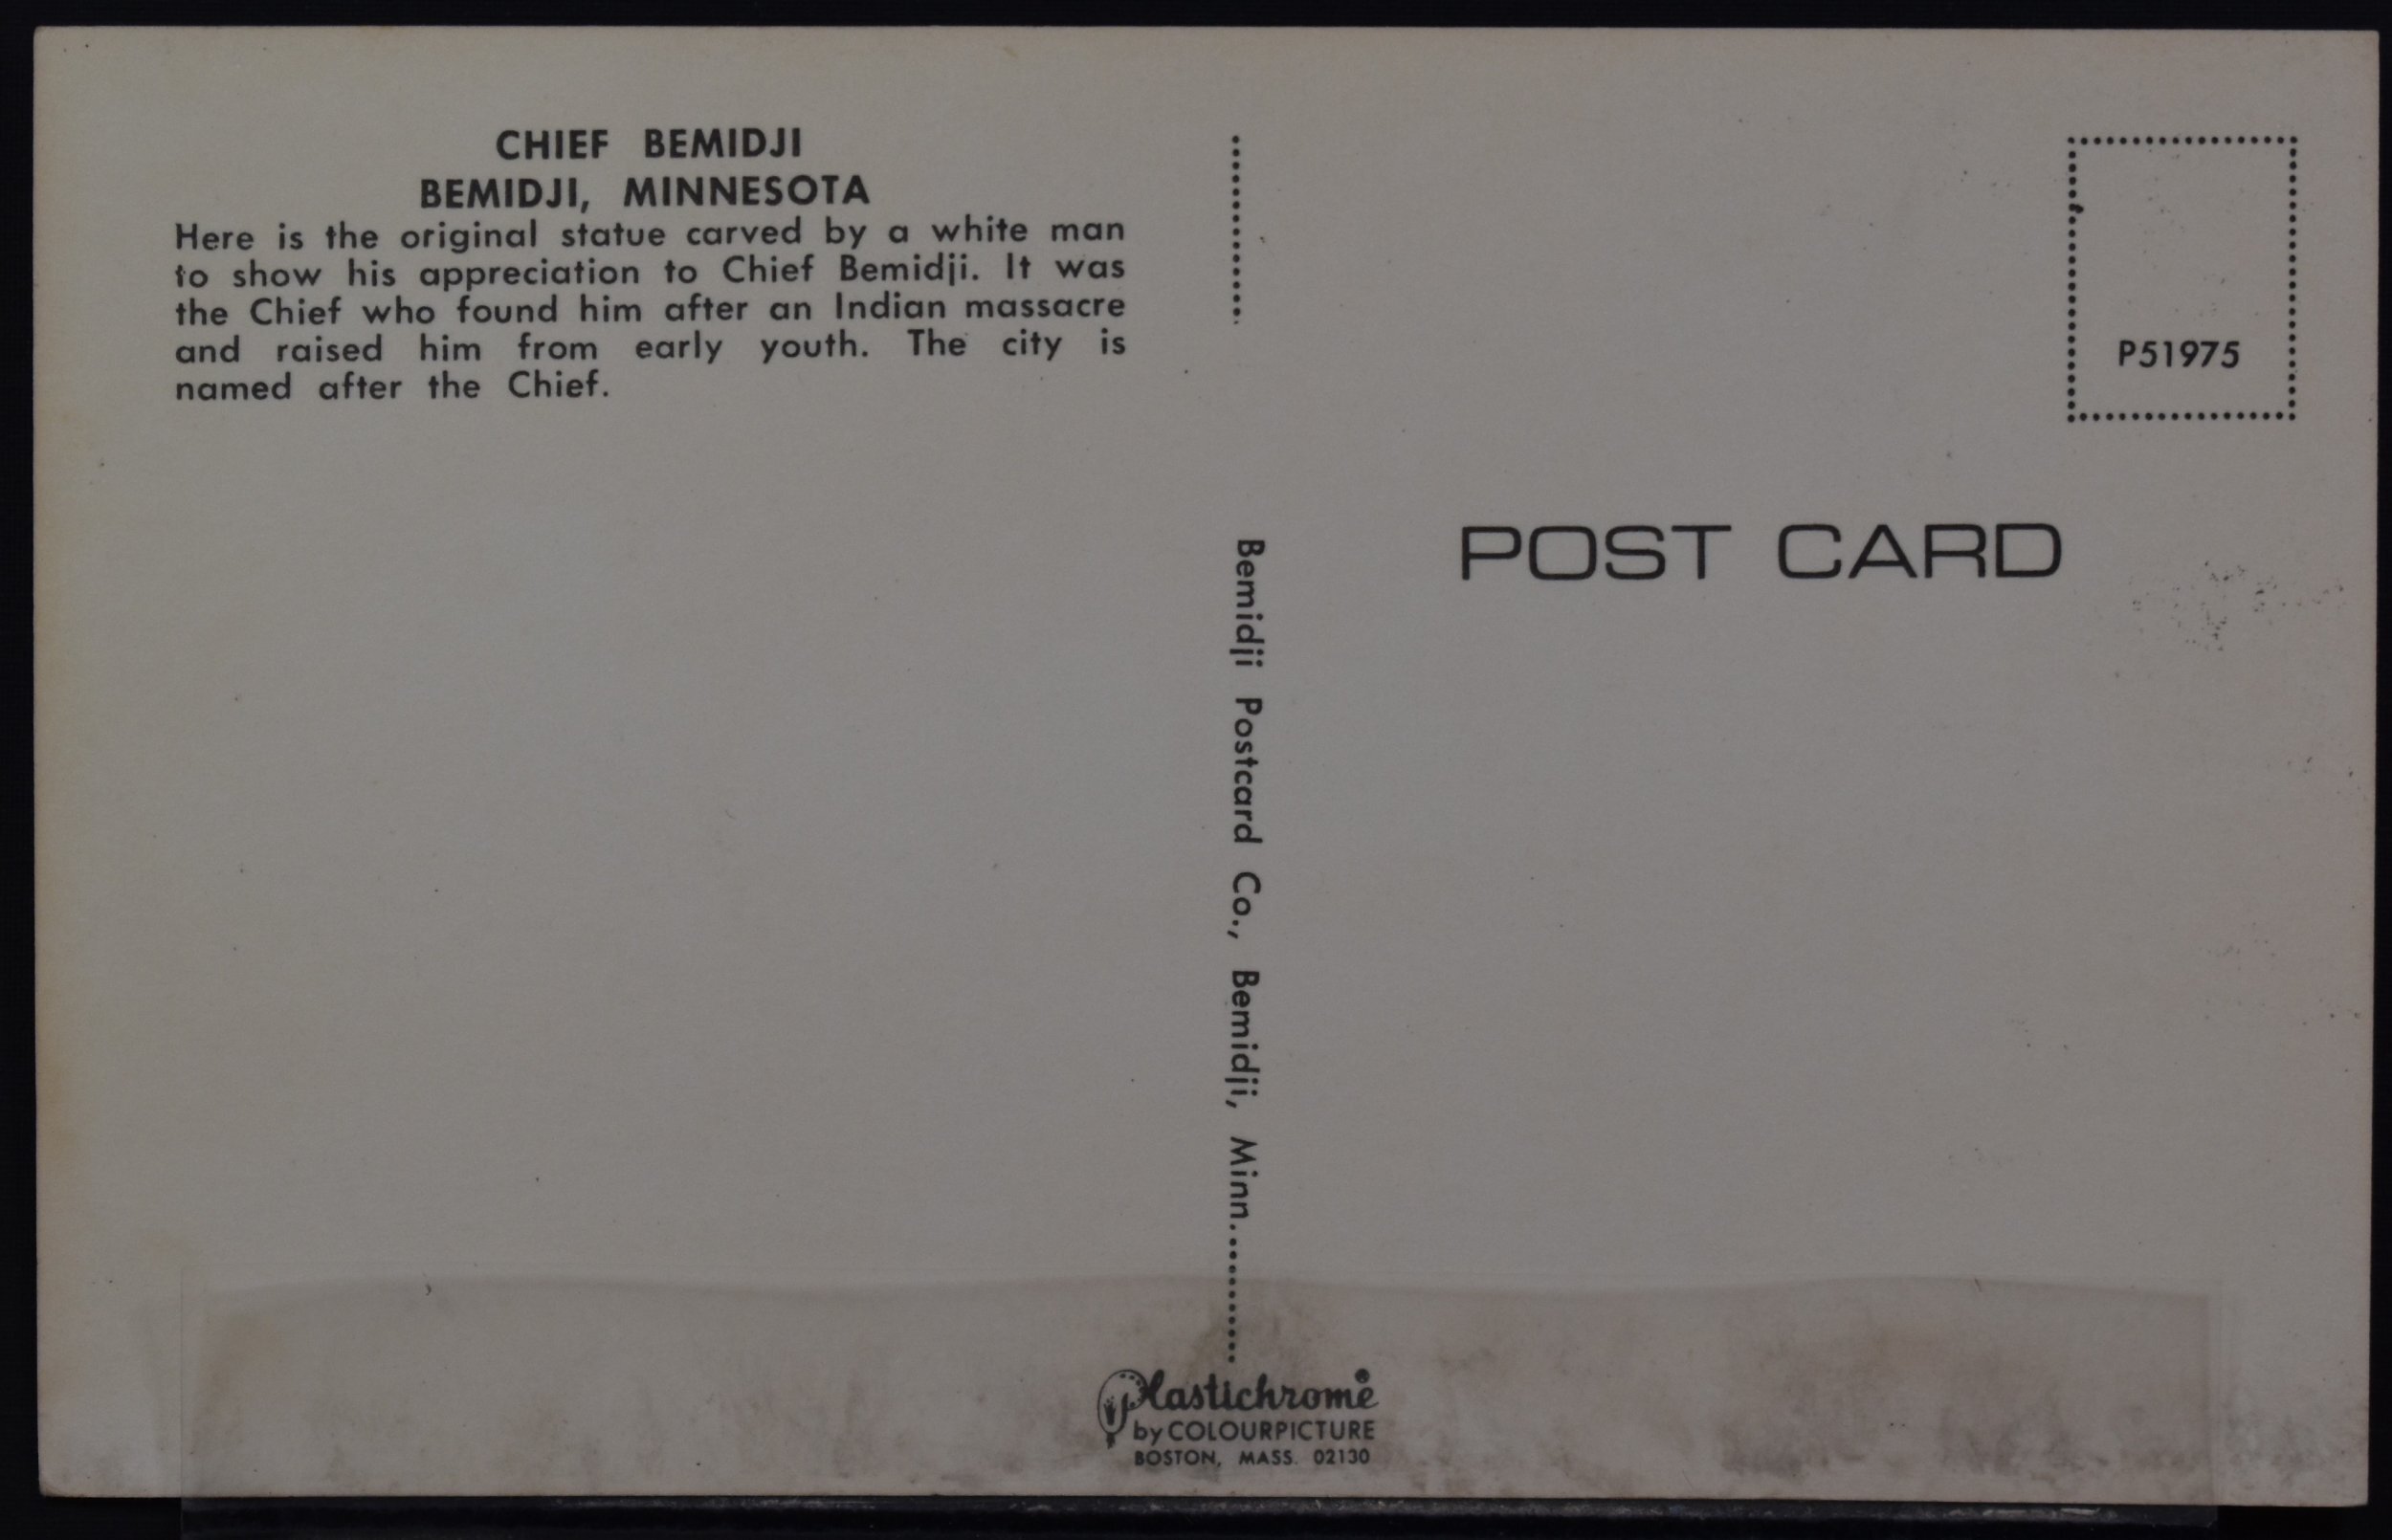 CHIEF BEMIDJI
BEMIDJI, MINNESOTA
Here is the original statue carved by a white man
to show his appreciation to Chief Bemidji. It was
the Chief who found him after an Indian massacre
and raised him from early youth. The city is
named after the Chief.
Bemidji Postcard Co., Bemidji, Minn.
P51975
POST CARD
Plastichrome®
by COLOURPICTURE
BOSTON, MASS. 02130